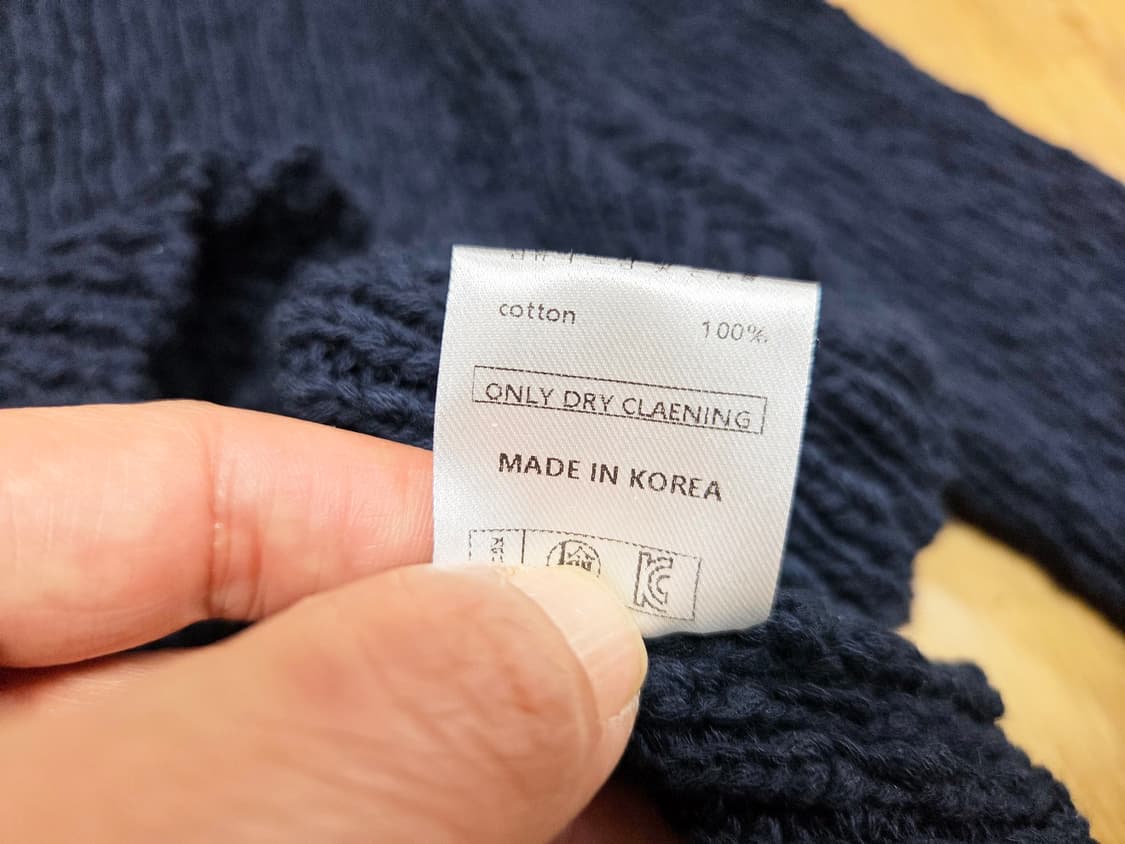 cotton 100%
ONLY DRY CLAENING
MADE IN KOREA